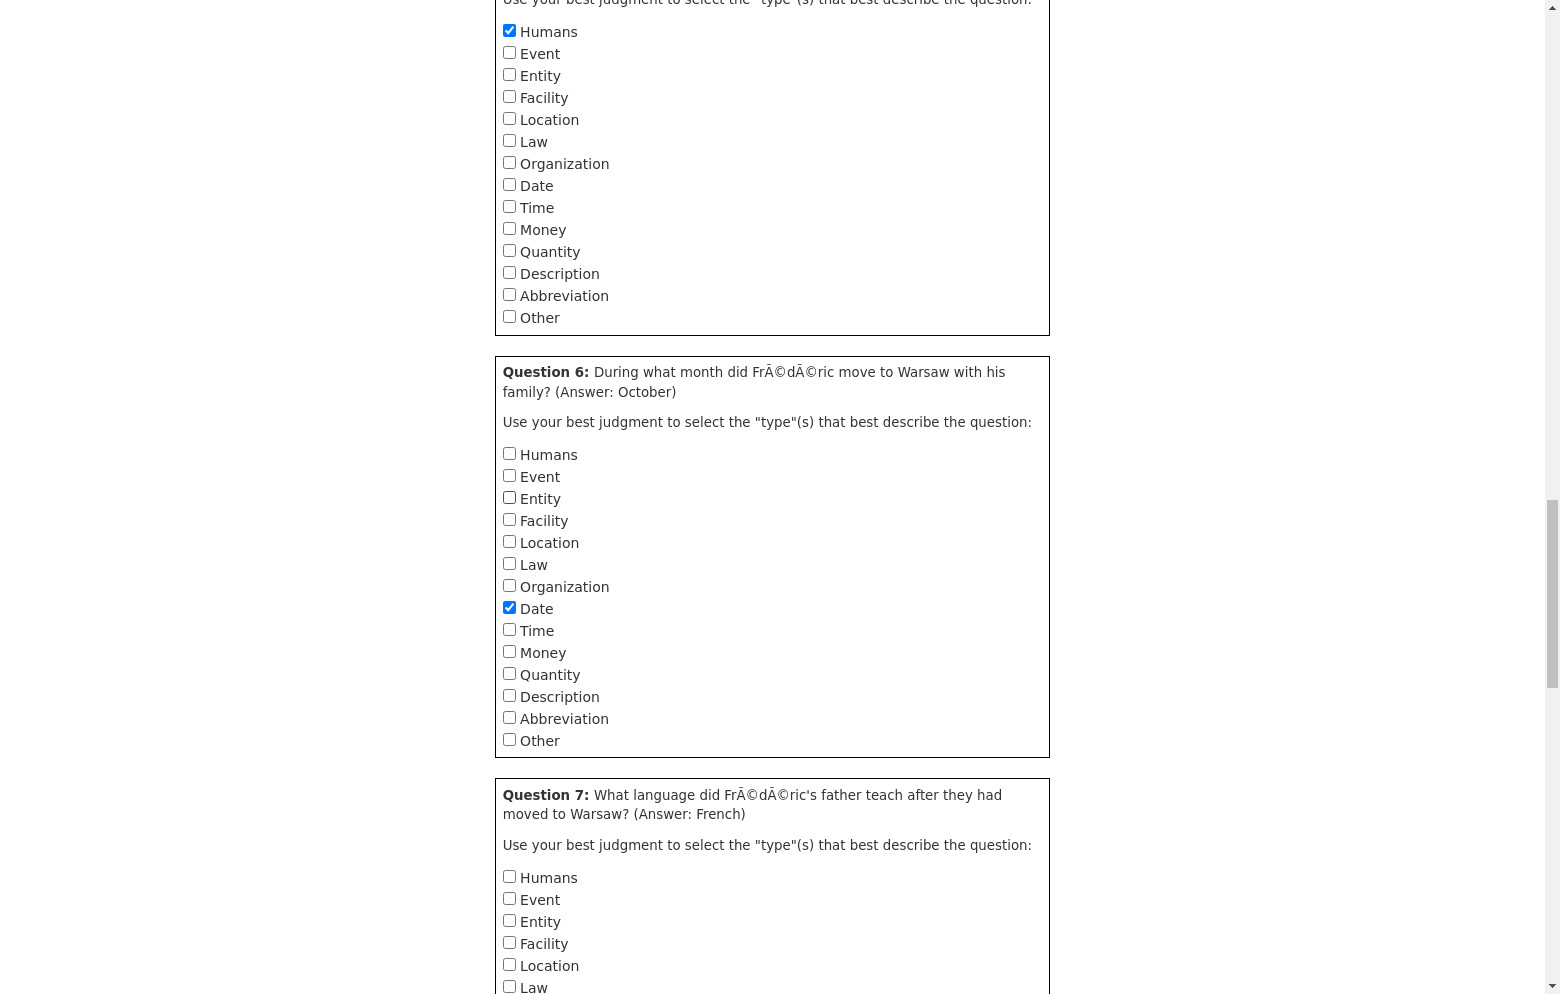 Use your best judgment to select the "type"(s) that best describe the question:
Humans
Event
Entity
Facility
Location
Law
Organization
Date
Time
Money
Quantity
Description
Abbreviation
Other
Question 6: During what month did FrÃ©dÃ©ric move to Warsaw with his
family? (Answer: October)
Use your best judgment to select the "type"(s) that best describe the question:
Humans
Event
Entity
Facility
Location
Law
Organization
Date
Time
Money
Quantity
Description
Abbreviation
Other
Question 7: What language did FrÃ©dÃ©ric's father teach after they had
moved to Warsaw? (Answer: French)
Use your best judgment to select the "type"(s) that best describe the question:
Humans
Event
Entity
Facility
Location
Law